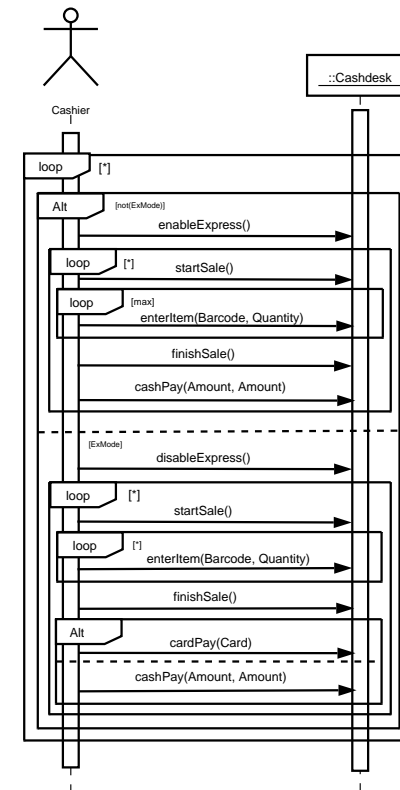 ::Cashdesk
Cashier
loop [*]
Alt [not(ExMode)]
enableExpress()
loop [*]
startSale()
loop [max]
enterItem(Barcode, Quantity)
finishSale()
cashPay(Amount, Amount)
[ExMode]
disableExpress()
loop [*]
startSale()
loop [*]
enterItem(Barcode, Quantity)
finishSale()
Alt
cardPay(Card)
cashPay(Amount, Amount)